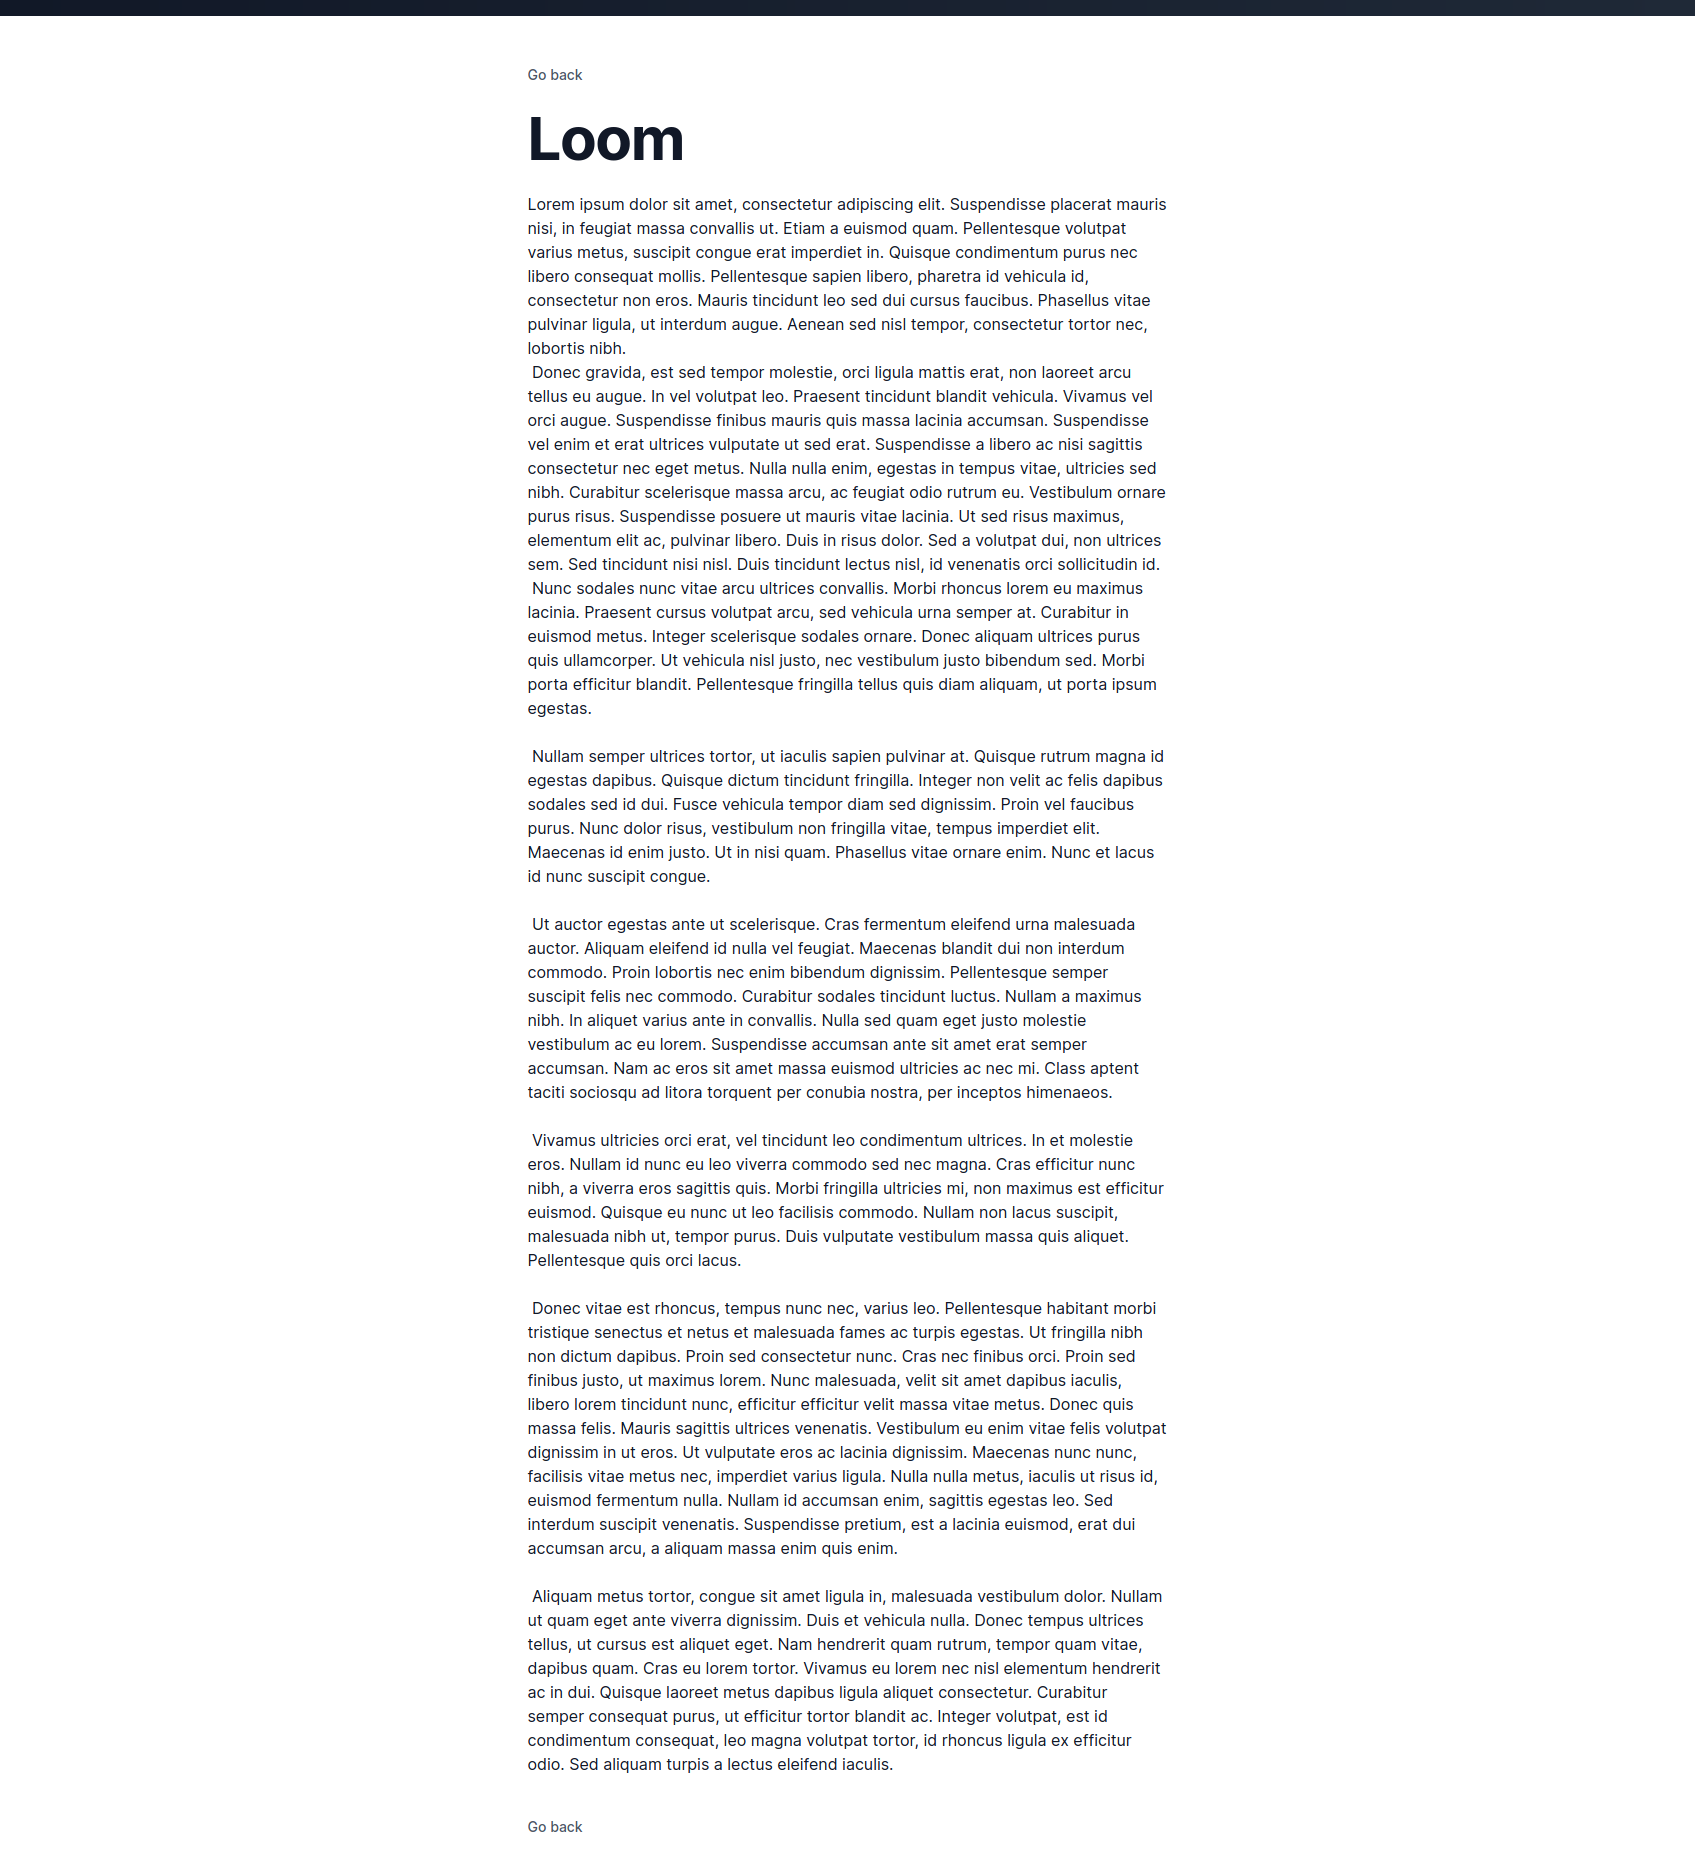 Go back
Loom
Lorem ipsum dolor sit amet, consectetur adipiscing elit. Suspendisse placerat mauris
nisi, in feugiat massa convallis ut. Etiam a euismod quam. Pellentesque volutpat
varius metus, suscipit congue erat imperdiet in. Quisque condimentum purus nec
libero consequat mollis. Pellentesque sapien libero, pharetra id vehicula id,
consectetur non eros. Mauris tincidunt leo sed dui cursus faucibus. Phasellus vitae
pulvinar ligula, ut interdum augue. Aenean sed nisl tempor, consectetur tortor nec,
lobortis nibh.
Donec gravida, est sed tempor molestie, orci ligula mattis erat, non laoreet arcu
tellus eu augue. In vel volutpat leo. Praesent tincidunt blandit vehicula. Vivamus vel
orci augue. Suspendisse finibus mauris quis massa lacinia accumsan. Suspendisse
vel enim et erat ultrices vulputate ut sed erat. Suspendisse a libero ac nisi sagittis
consectetur nec eget metus. Nulla nulla enim, egestas in tempus vitae, ultricies sed
nibh. Curabitur scelerisque massa arcu, ac feugiat odio rutrum eu. Vestibulum ornare
purus risus. Suspendisse posuere ut mauris vitae lacinia. Ut sed risus maximus,
elementum elit ac, pulvinar libero. Duis in risus dolor. Sed a volutpat dui, non ultrices
sem. Sed tincidunt nisi nisl. Duis tincidunt lectus nisl, id venenatis orci sollicitudin id.
Nunc sodales nunc vitae arcu ultrices convallis. Morbi rhoncus lorem eu maximus
lacinia. Praesent cursus volutpat arcu, sed vehicula urna semper at. Curabitur in
euismod metus. Integer scelerisque sodales ornare. Donec aliquam ultrices purus
quis ullamcorper. Ut vehicula nisl justo, nec vestibulum justo bibendum sed. Morbi
porta efficitur blandit. Pellentesque fringilla tellus quis diam aliquam, ut porta ipsum
egestas.
Nullam semper ultrices tortor, ut iaculis sapien pulvinar at. Quisque rutrum magna id
egestas dapibus. Quisque dictum tincidunt fringilla. Integer non velit ac felis dapibus
sodales sed id dui. Fusce vehicula tempor diam sed dignissim. Proin vel faucibus
purus. Nunc dolor risus, vestibulum non fringilla vitae, tempus imperdiet elit.
Maecenas id enim justo. Ut in nisi quam. Phasellus vitae ornare enim. Nunc et lacus
id nunc suscipit congue.
Ut auctor egestas ante ut scelerisque. Cras fermentum eleifend urna malesuada
auctor. Aliquam eleifend id nulla vel feugiat. Maecenas blandit dui non interdum
commodo. Proin lobortis nec enim bibendum dignissim. Pellentesque semper
suscipit felis nec commodo. Curabitur sodales tincidunt luctus. Nullam a maximus
nibh. In aliquet varius ante in convallis. Nulla sed quam eget justo molestie
vestibulum ac eu lorem. Suspendisse accumsan ante sit amet erat semper
accumsan. Nam ac eros sit amet massa euismod ultricies ac nec mi. Class aptent
taciti sociosqu ad litora torquent per conubia nostra, per inceptos himenaeos.
Vivamus ultricies orci erat, vel tincidunt leo condimentum ultrices. In et molestie
eros. Nullam id nunc eu leo viverra commodo sed nec magna. Cras efficitur nunc
nibh, a viverra eros sagittis quis. Morbi fringilla ultricies mi, non maximus est efficitur
euismod. Quisque eu nunc ut leo facilisis commodo. Nullam non lacus suscipit,
malesuada nibh ut, tempor purus. Duis vulputate vestibulum massa quis aliquet.
Pellentesque quis orci lacus.
Donec vitae est rhoncus, tempus nunc nec, varius leo. Pellentesque habitant morbi
tristique senectus et netus et malesuada fames ac turpis egestas. Ut fringilla nibh
non dictum dapibus. Proin sed consectetur nunc. Cras nec finibus orci. Proin sed
finibus justo, ut maximus lorem. Nunc malesuada, velit sit amet dapibus iaculis,
libero lorem tincidunt nunc, efficitur efficitur velit massa vitae metus. Donec quis
massa felis. Mauris sagittis ultrices venenatis. Vestibulum eu enim vitae felis volutpat
dignissim in ut eros. Ut vulputate eros ac lacinia dignissim. Maecenas nunc nunc,
facilisis vitae metus nec, imperdiet varius ligula. Nulla nulla metus, iaculis ut risus id,
euismod fermentum nulla. Nullam id accumsan enim, sagittis egestas leo. Sed
interdum suscipit venenatis. Suspendisse pretium, est a lacinia euismod, erat dui
accumsan arcu, a aliquam massa enim quis enim.
Aliquam metus tortor, congue sit amet ligula in, malesuada vestibulum dolor. Nullam
ut quam eget ante viverra dignissim. Duis et vehicula nulla. Donec tempus ultrices
tellus, ut cursus est aliquet eget. Nam hendrerit quam rutrum, tempor quam vitae,
dapibus quam. Cras eu lorem tortor. Vivamus eu lorem nec nisl elementum hendrerit
ac in dui. Quisque laoreet metus dapibus ligula aliquet consectetur. Curabitur
semper consequat purus, ut efficitur tortor blandit ac. Integer volutpat, est id
condimentum consequat, leo magna volutpat tortor, id rhoncus ligula ex efficitur
odio. Sed aliquam turpis a lectus eleifend iaculis.
Go back